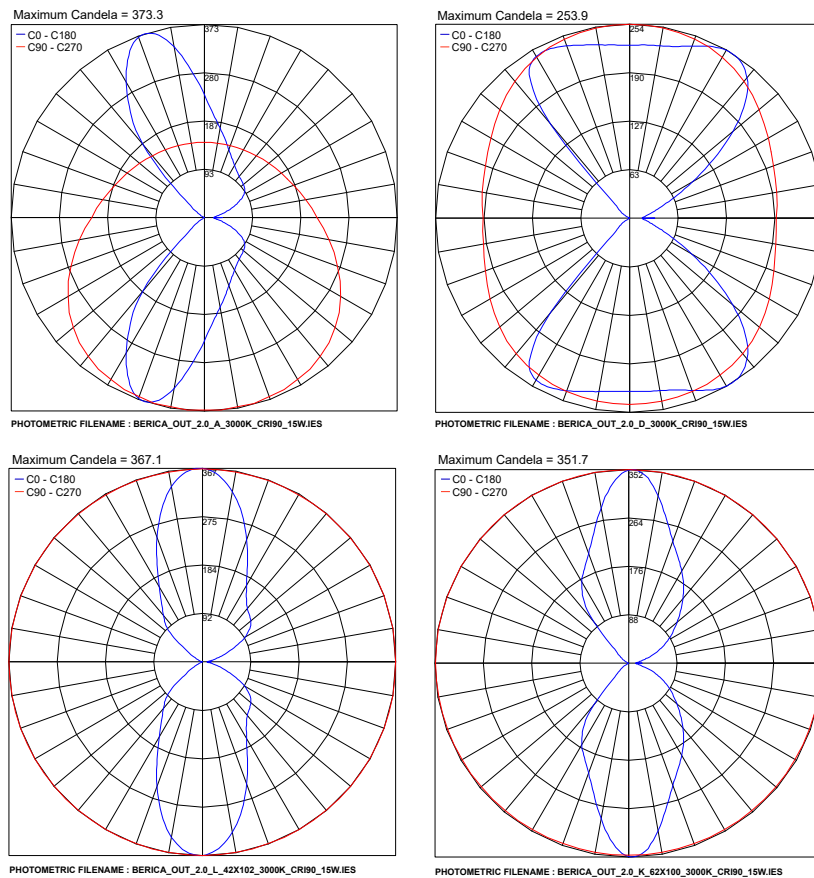 Maximum Candela = 373.3
C0 - C180
C90 - C270
373
280
187
93
PHOTOMETRIC FILENAME : BERICA_OUT_2.0_A_3000K_CRI90_15W.IES
Maximum Candela = 253.9
C0 - C180
C90 - C270
254
190
127
63
PHOTOMETRIC FILENAME : BERICA_OUT_2.0_D_3000K_CRI90_15W.IES
Maximum Candela = 367.1
C0 - C180
C90 - C270
367
275
184
92
PHOTOMETRIC FILENAME : BERICA_OUT_2.0_L_42X102_3000K_CRI90_15W.IES
Maximum Candela = 351.7
C0 - C180
C90 - C270
352
264
176
88
PHOTOMETRIC FILENAME : BERICA_OUT_2.0_K_62X100_3000K_CRI90_15W.IES